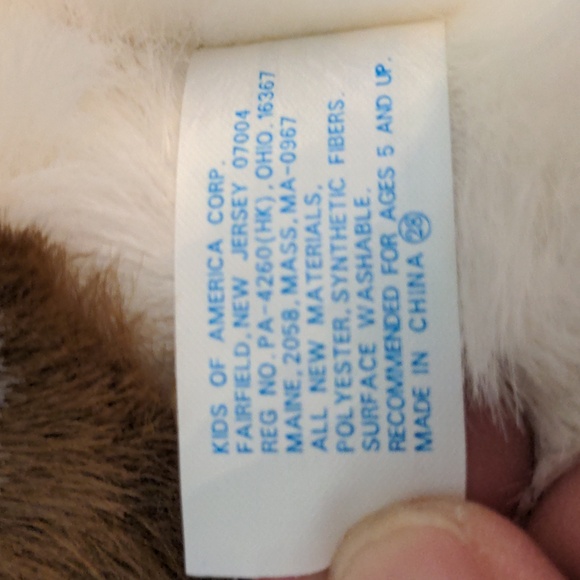 KIDS OF AMERICA CORP.
FAIRFIELD, NEW JERSEY 07004
REG NO. PA-4260(HK), OHIO. 16367
MAINE, 2058, MASS, MA-0967
ALL NEW MATERIALS,
POLYESTER, SYNTHETIC FIBERS.
SURFACE WASHABLE.
RECOMMENDED FOR AGES 5 AND UP.
MADE IN CHINA 28